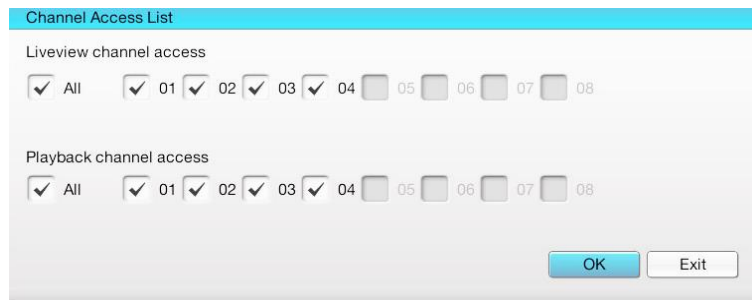 Channel Access List
Liveview channel access
All 01 02 03 04 05 06 07 08
Playback channel access
All 01 02 03 04 05 06 07 08
OK Exit